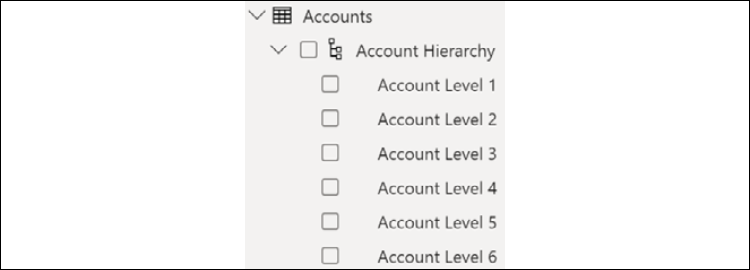 Accounts
Account Hierarchy
Account Level 1
Account Level 2
Account Level 3
Account Level 4
Account Level 5
Account Level 6